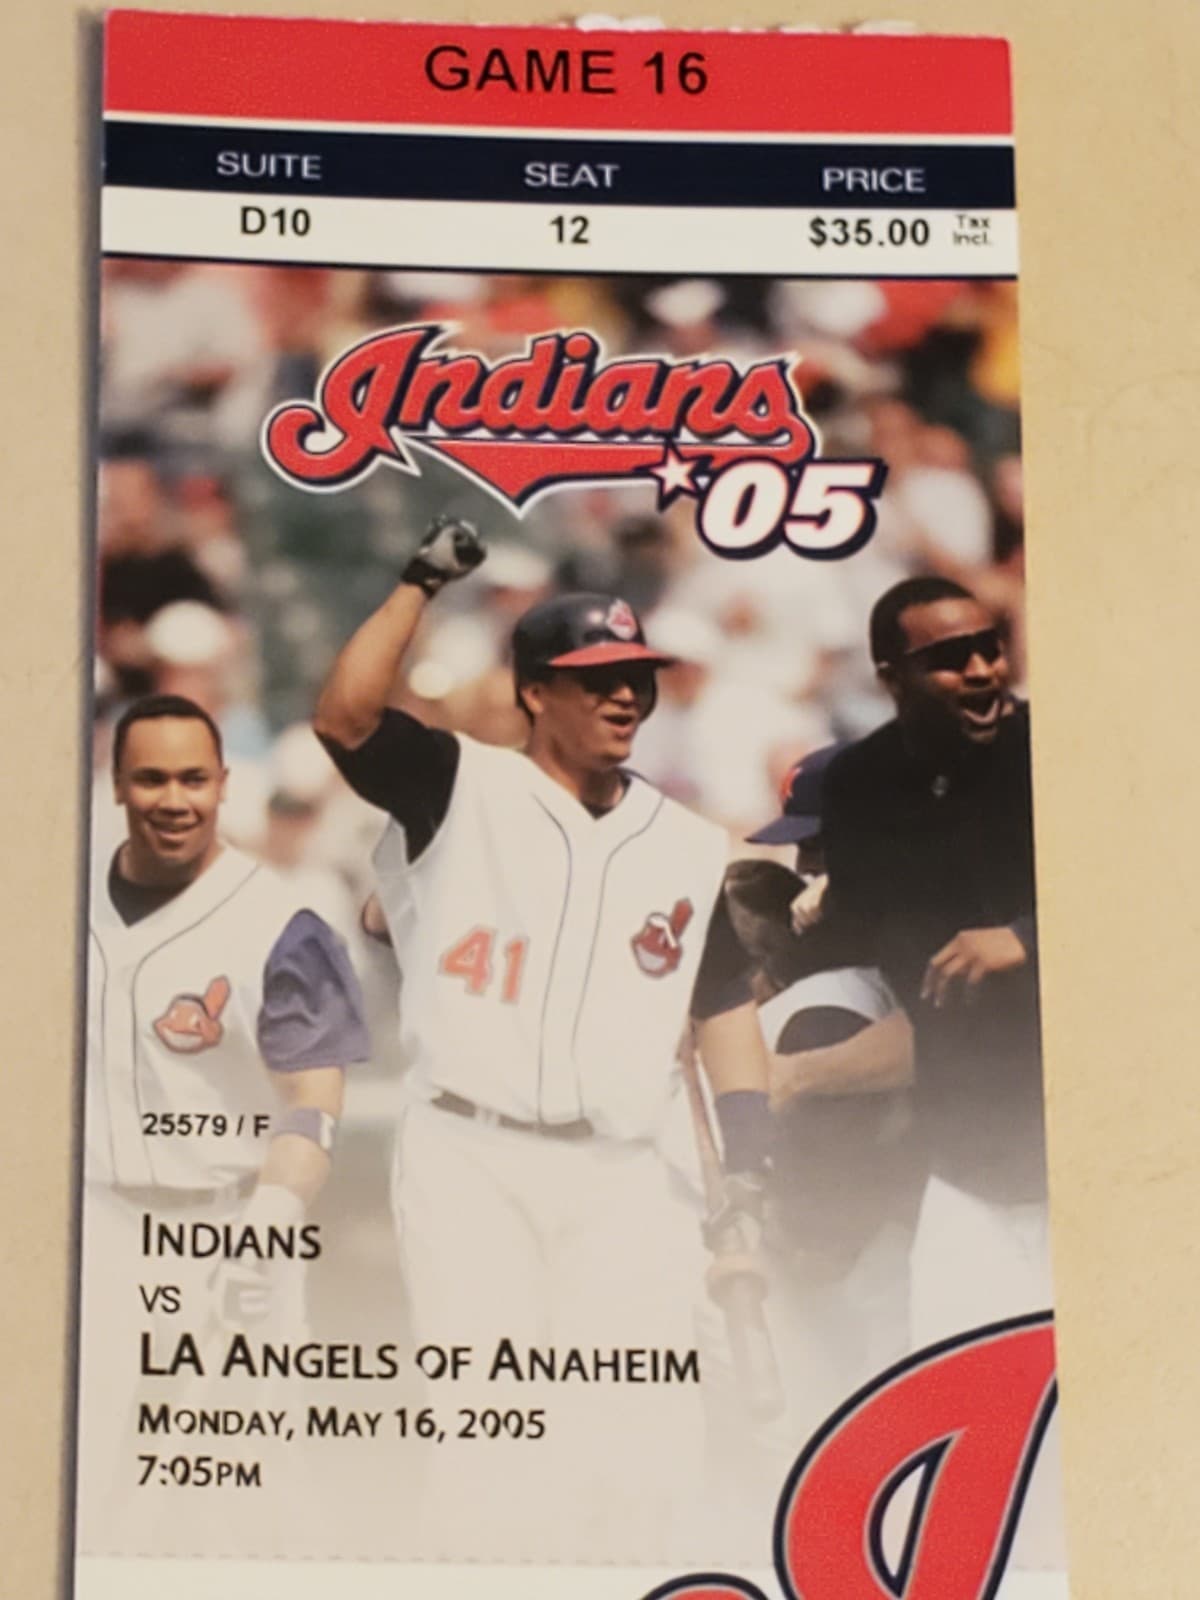 GAME 16
SUITE SEAT PRICE
D10 12 $35.00 Tax Incl.
Indians
'05
41
25579 / F
INDIANS
VS
LA ANGELS OF ANAHEIM
MONDAY, MAY 16, 2005
7:05PM